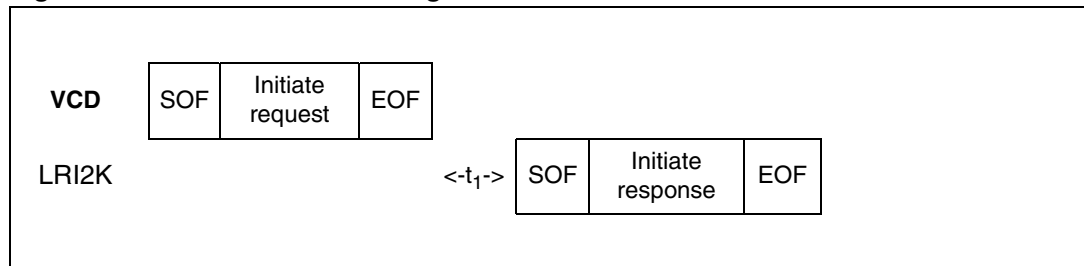 VCD SOF Initiate request EOF
LRI2K <-t1-> SOF Initiate response EOF